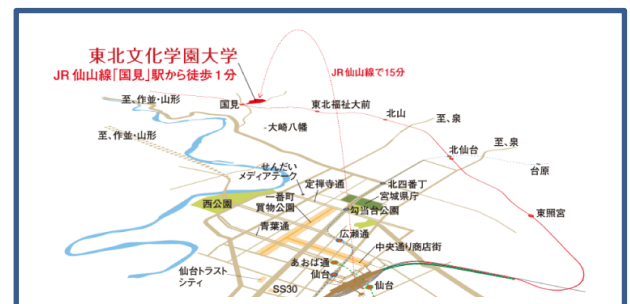 東北文化学園大学
JR仙山線「国見」駅から徒歩1分
JR仙山線で15分
至、作並・山形
国見
東北福祉大前
北山
至、泉
大崎八幡
至、作並・山形
北仙台
至、泉
台原
せんだい
メディアテーク
定禅寺通
北四番丁
宮城県庁
西公園
一番町
買物公園
勾当台公園
東照宮
青葉通
広瀬通
中央通り商店街
あおば通
仙台
仙台トラスト
シティ
仙台
SS30